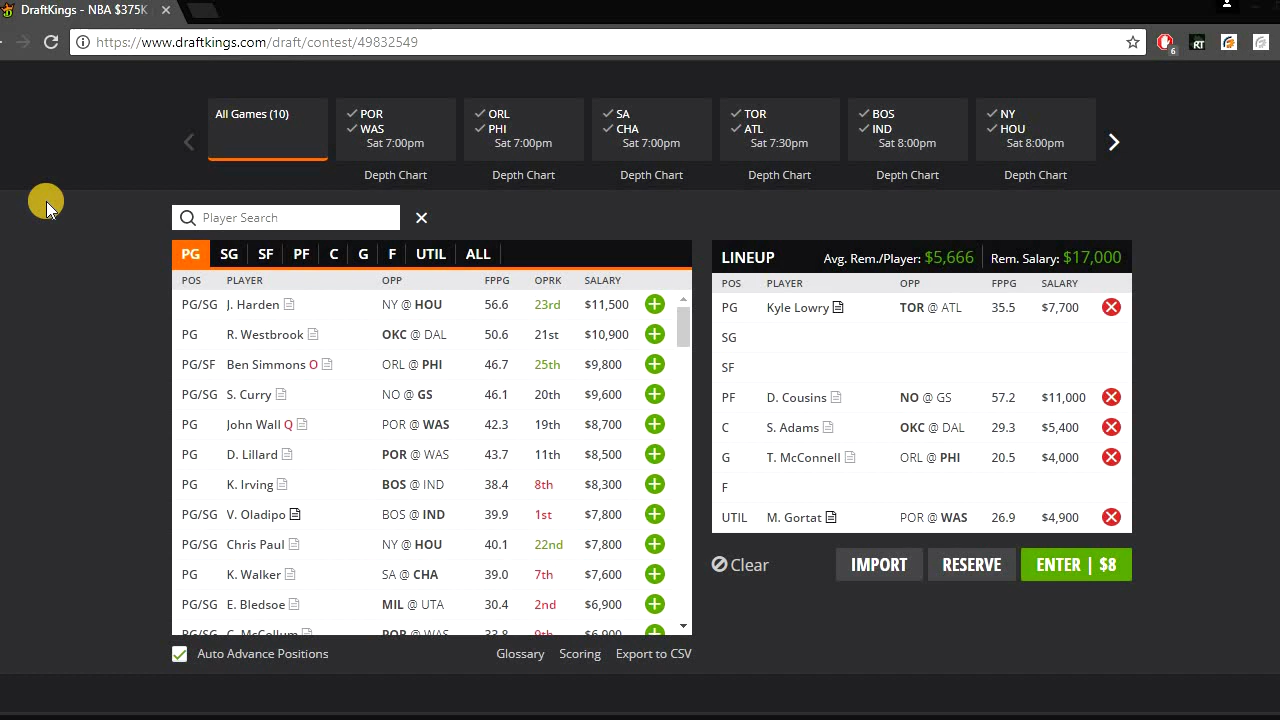 DraftKings - NBA $375K
https://www.draftkings.com/draft/contest/49832549
6
RT
All Games (10)
POR
WAS
Sat 7:00pm
Depth Chart
ORL
PHI
Sat 7:00pm
Depth Chart
SA
CHA
Sat 7:00pm
Depth Chart
TOR
ATL
Sat 7:30pm
Depth Chart
BOS
IND
Sat 8:00pm
Depth Chart
NY
HOU
Sat 8:00pm
Depth Chart
Player Search
PG SG SF PF C G F UTIL ALL
POS PLAYER OPP FPPG OPRK SALARY
PG/SG J. Harden NY @ HOU 56.6 23rd $11,500
PG R. Westbrook OKC @ DAL 50.6 21st $10,900
PG/SF Ben Simmons O ORL @ PHI 46.7 25th $9,800
PG/SG S. Curry NO @ GS 46.1 20th $9,600
PG John Wall Q POR @ WAS 42.3 19th $8,700
PG D. Lillard POR @ WAS 43.7 11th $8,500
PG K. Irving BOS @ IND 38.4 8th $8,300
PG/SG V. Oladipo BOS @ IND 39.9 1st $7,800
PG/SG Chris Paul NY @ HOU 40.1 22nd $7,800
PG K. Walker SA @ CHA 39.0 7th $7,600
PG/SG E. Bledsoe MIL @ UTA 30.4 2nd $6,900
PG/SG C. McCollum POR @ WAS 33.8 9th $6,900
Auto Advance Positions
Glossary Scoring Export to CSV
LINEUP Avg. Rem./Player: $5,666 Rem. Salary: $17,000
POS PLAYER OPP FPPG SALARY
PG Kyle Lowry TOR @ ATL 35.5 $7,700
SG
SF
PF D. Cousins NO @ GS 57.2 $11,000
C S. Adams OKC @ DAL 29.3 $5,400
G T. McConnell ORL @ PHI 20.5 $4,000
F
UTIL M. Gortat POR @ WAS 26.9 $4,900
Clear IMPORT RESERVE ENTER | $8